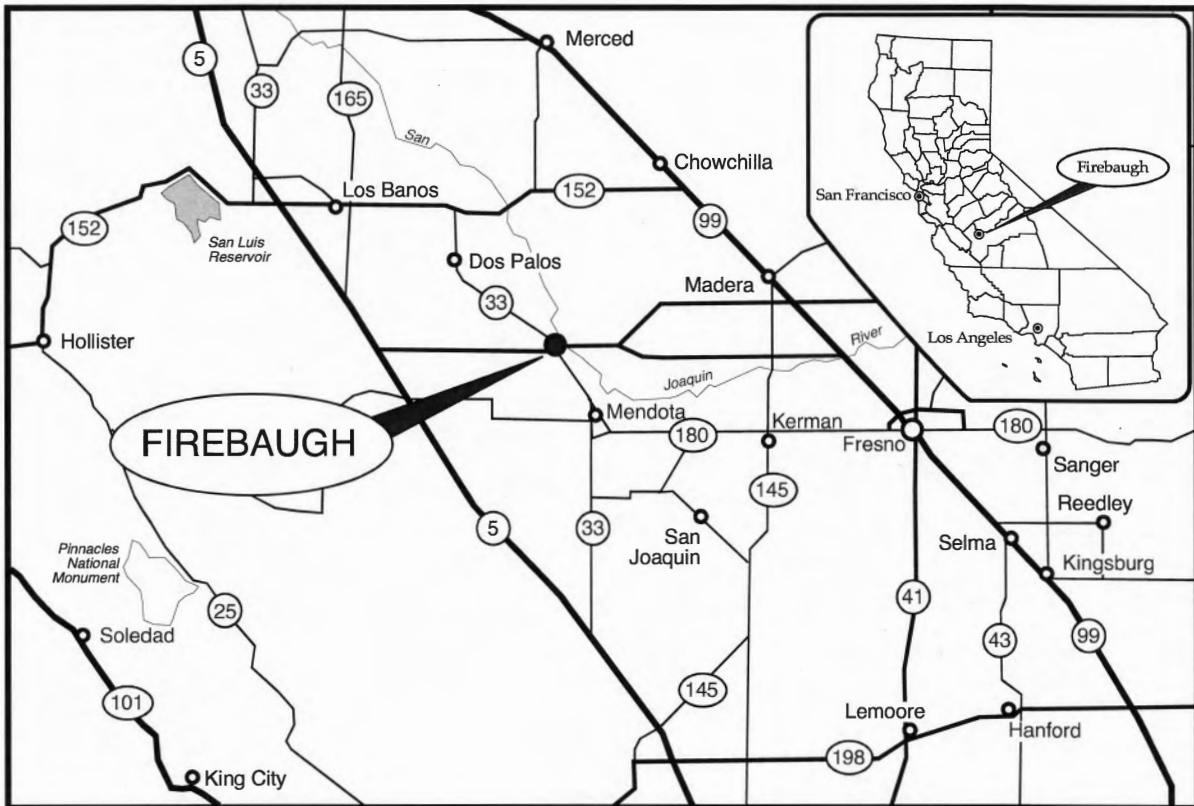 Merced
5
33
165
San
Chowchilla
Los Banos
152
99
152
San Luis
Reservoir
Dos Palos
Madera
33
Hollister
River
Joaquin
FIREBAUGH
Mendota
180
Kerman
Fresno
180
Sanger
145
5
33
San
Joaquin
Reedley
Selma
Kingsburg
Pinnacles
National
Monument
25
41
43
99
Soledad
101
145
Lemoore
Hanford
198
King City
Firebaugh
San Francisco
Los Angeles